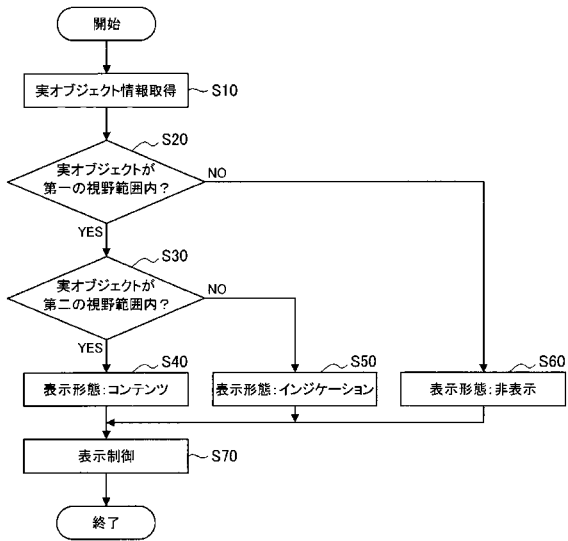 開始
実オブジェクト情報取得
S10
S20
実オブジェクトが
第一の視野範囲内?
NO
YES
S30
実オブジェクトが
第二の視野範囲内?
NO
YES
S40
表示形態:コンテンツ
S50
表示形態:インジケーション
S60
表示形態:非表示
表示制御
S70
終了